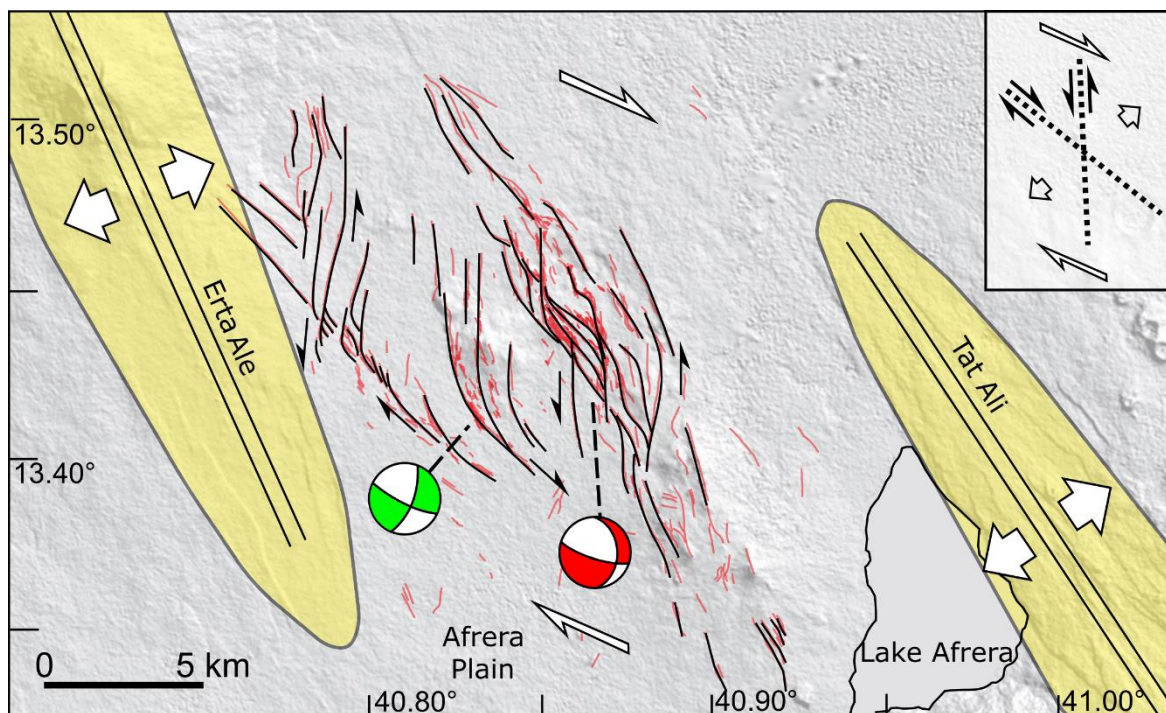 13.50°
Erta Ale
Tat Ali
13.40°
Afrera
Plain
Lake Afrera
0 5 km
40.80°
40.90°
41.00°